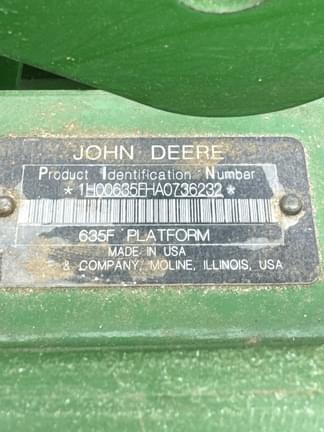 JOHN DEERE
Product Identification Number
*1H00635FHA0736232*
635F PLATFORM
MADE IN USA
& COMPANY, MOLINE, ILLINOIS, USA